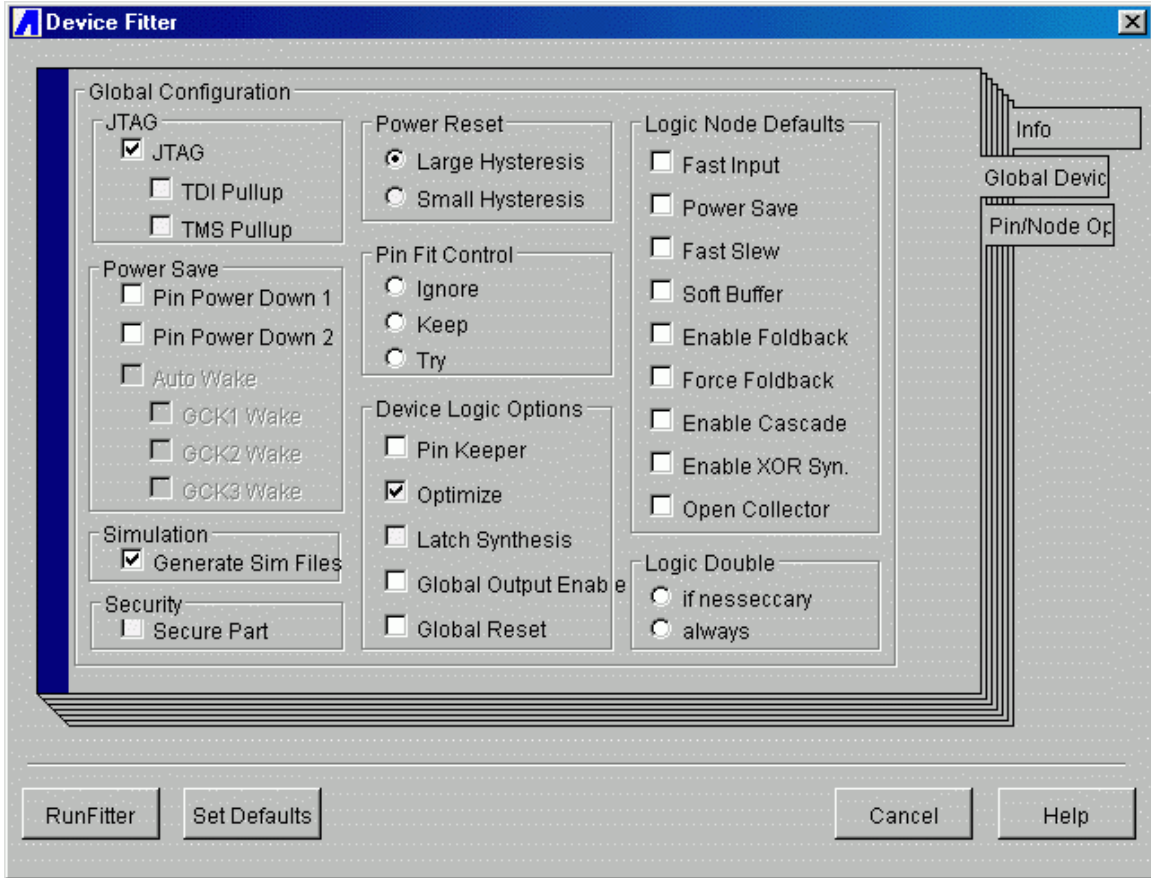 Device Fitter
Global Configuration
JTAG
JTAG
TDI Pullup
TMS Pullup
Power Save
Pin Power Down 1
Pin Power Down 2
Auto Wake
GCK1 Wake
GCK2 Wake
GCK3 Wake
Simulation
Generate Sim Files
Security
Secure Part
Power Reset
Large Hysteresis
Small Hysteresis
Pin Fit Control
Ignore
Keep
Try
Device Logic Options
Pin Keeper
Optimize
Latch Synthesis
Global Output Enable
Global Reset
Logic Node Defaults
Fast Input
Power Save
Fast Slew
Soft Buffer
Enable Foldback
Force Foldback
Enable Cascade
Enable XOR Syn.
Open Collector
Logic Double
if nesseccary
always
Info
Global Devic
Pin/Node Op
RunFitter
Set Defaults
Cancel
Help